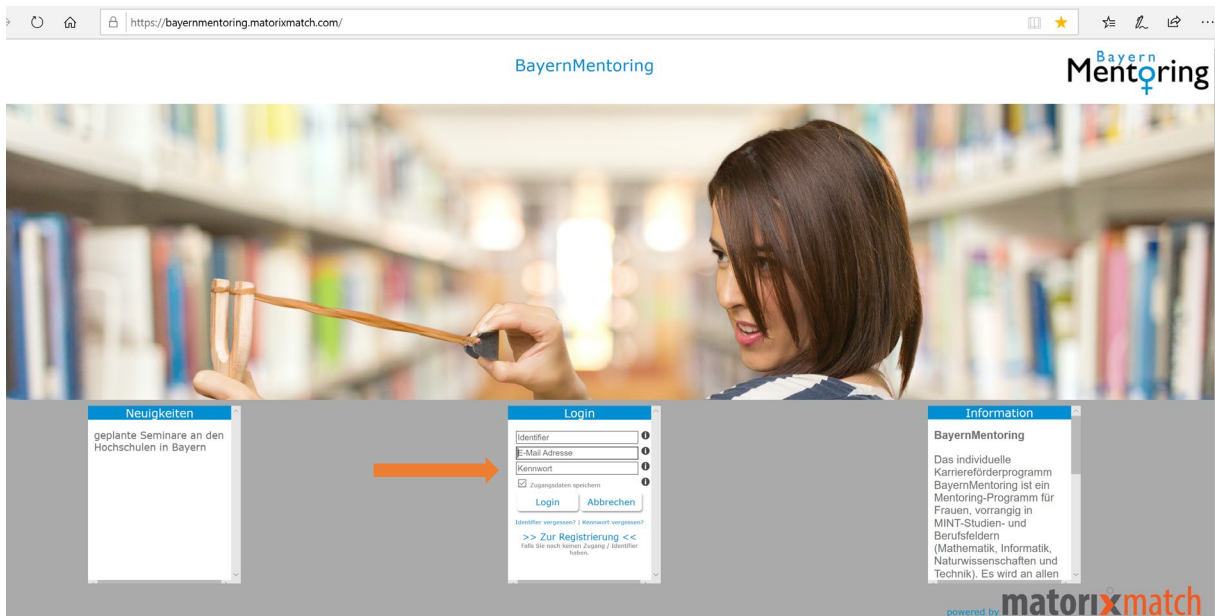 https://bayernmentoring.matorixmatch.com/
BayernMentoring
Bayern
Mentoring
Neuigkeiten
geplante Seminare an den
Hochschulen in Bayern
Login
Identifier
E-Mail Adresse
Kennwort
Zugangsdaten speichern
Login
Abbrechen
Identifier vergessen? | Kennwort vergessen?
>> Zur Registrierung <<
Falls Sie noch keinen Zugang / Identifier
haben.
Information
BayernMentoring
Das individuelle
Karriereförderprogramm
BayernMentoring ist ein
Mentoring-Programm für
Frauen, vorrangig in
MINT-Studien- und
Berufsfeldern
(Mathematik, Informatik,
Naturwissenschaften und
Technik). Es wird an allen
powered by matorixmatch